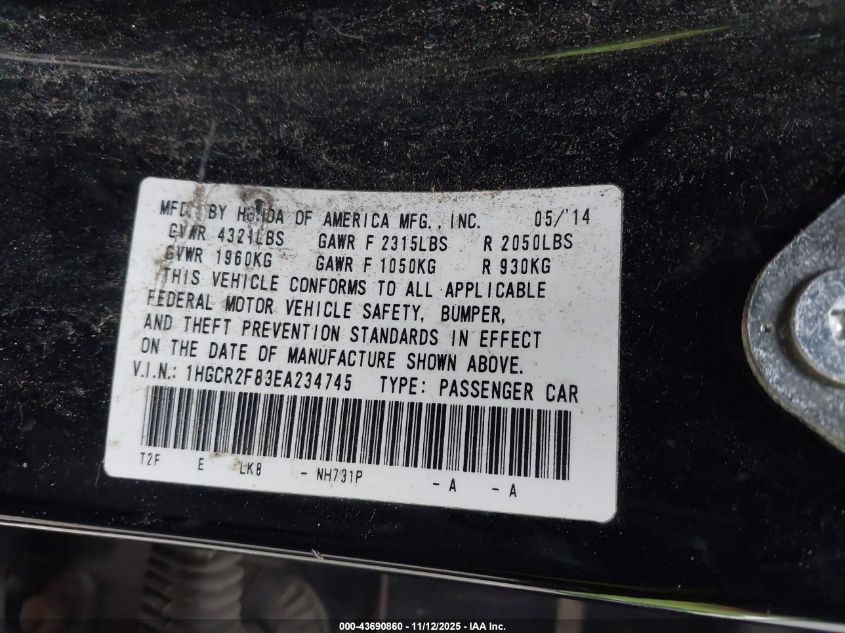 MFD. BY HONDA OF AMERICA MFG., INC. 05/'14
GVWR 4321LBS GAWR F 2315LBS R 2050LBS
GVWR 1960KG GAWR F 1050KG R 930KG
THIS VEHICLE CONFORMS TO ALL APPLICABLE
FEDERAL MOTOR VEHICLE SAFETY, BUMPER,
AND THEFT PREVENTION STANDARDS IN EFFECT
ON THE DATE OF MANUFACTURE SHOWN ABOVE.
V.I.N.: 1HGCR2F83EA234745 TYPE: PASSENGER CAR
T2F E LK8 - NH731P - A - A
000-43690860 - 11/12/2025 - IAA Inc.